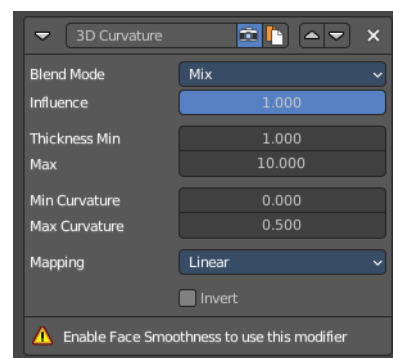 3D Curvature
Blend Mode Mix
Influence 1.000
Thickness Min 1.000
Max 10.000
Min Curvature 0.000
Max Curvature 0.500
Mapping Linear
Invert
Enable Face Smoothness to use this modifier